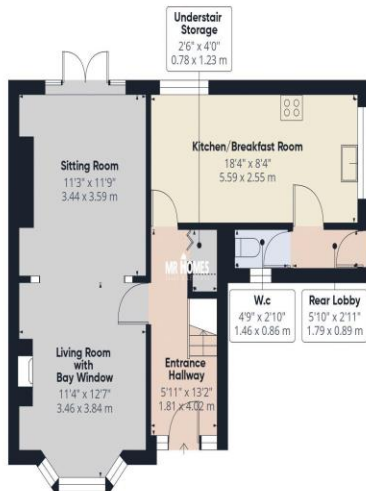 Understair
Storage
2'6" x 4'0"
0.78 x 1.23 m
Sitting Room
11'3" x 11'9"
3.44 x 3.59 m
Kitchen/Breakfast Room
18'4" x 8'4"
5.59 x 2.55 m
MR HOMES
W.c
4'9" x 2'10"
1.46 x 0.86 m
Rear Lobby
5'10" x 2'11"
1.79 x 0.89 m
Living Room
with
Bay Window
11'4" x 12'7"
3.46 x 3.84 m
Entrance
Hallway
5'11" x 13'2"
1.81 x 4.02 m